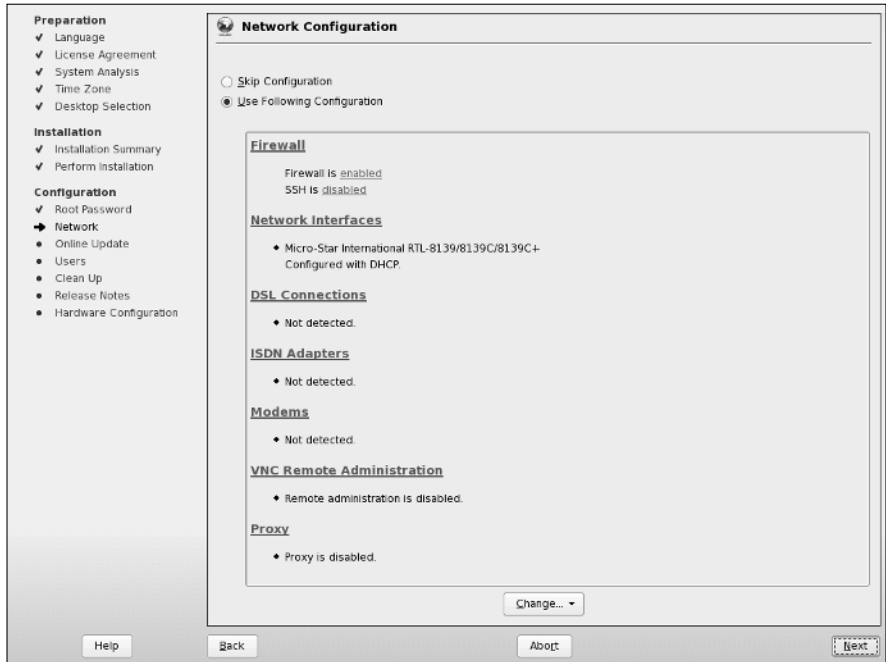 Preparation
Language
License Agreement
System Analysis
Time Zone
Desktop Selection
Installation
Installation Summary
Perform Installation
Configuration
Root Password
Network
Online Update
Users
Clean Up
Release Notes
Hardware Configuration
Network Configuration
Skip Configuration
Use Following Configuration
Firewall
Firewall is enabled
SSH is disabled
Network Interfaces
Micro-Star International RTL-8139/8139C/8139C+
Configured with DHCP.
DSL Connections
Not detected.
ISDN Adapters
Not detected.
Modems
Not detected.
VNC Remote Administration
Remote administration is disabled.
Proxy
Proxy is disabled.
Change...
Help
Back
Abort
Next